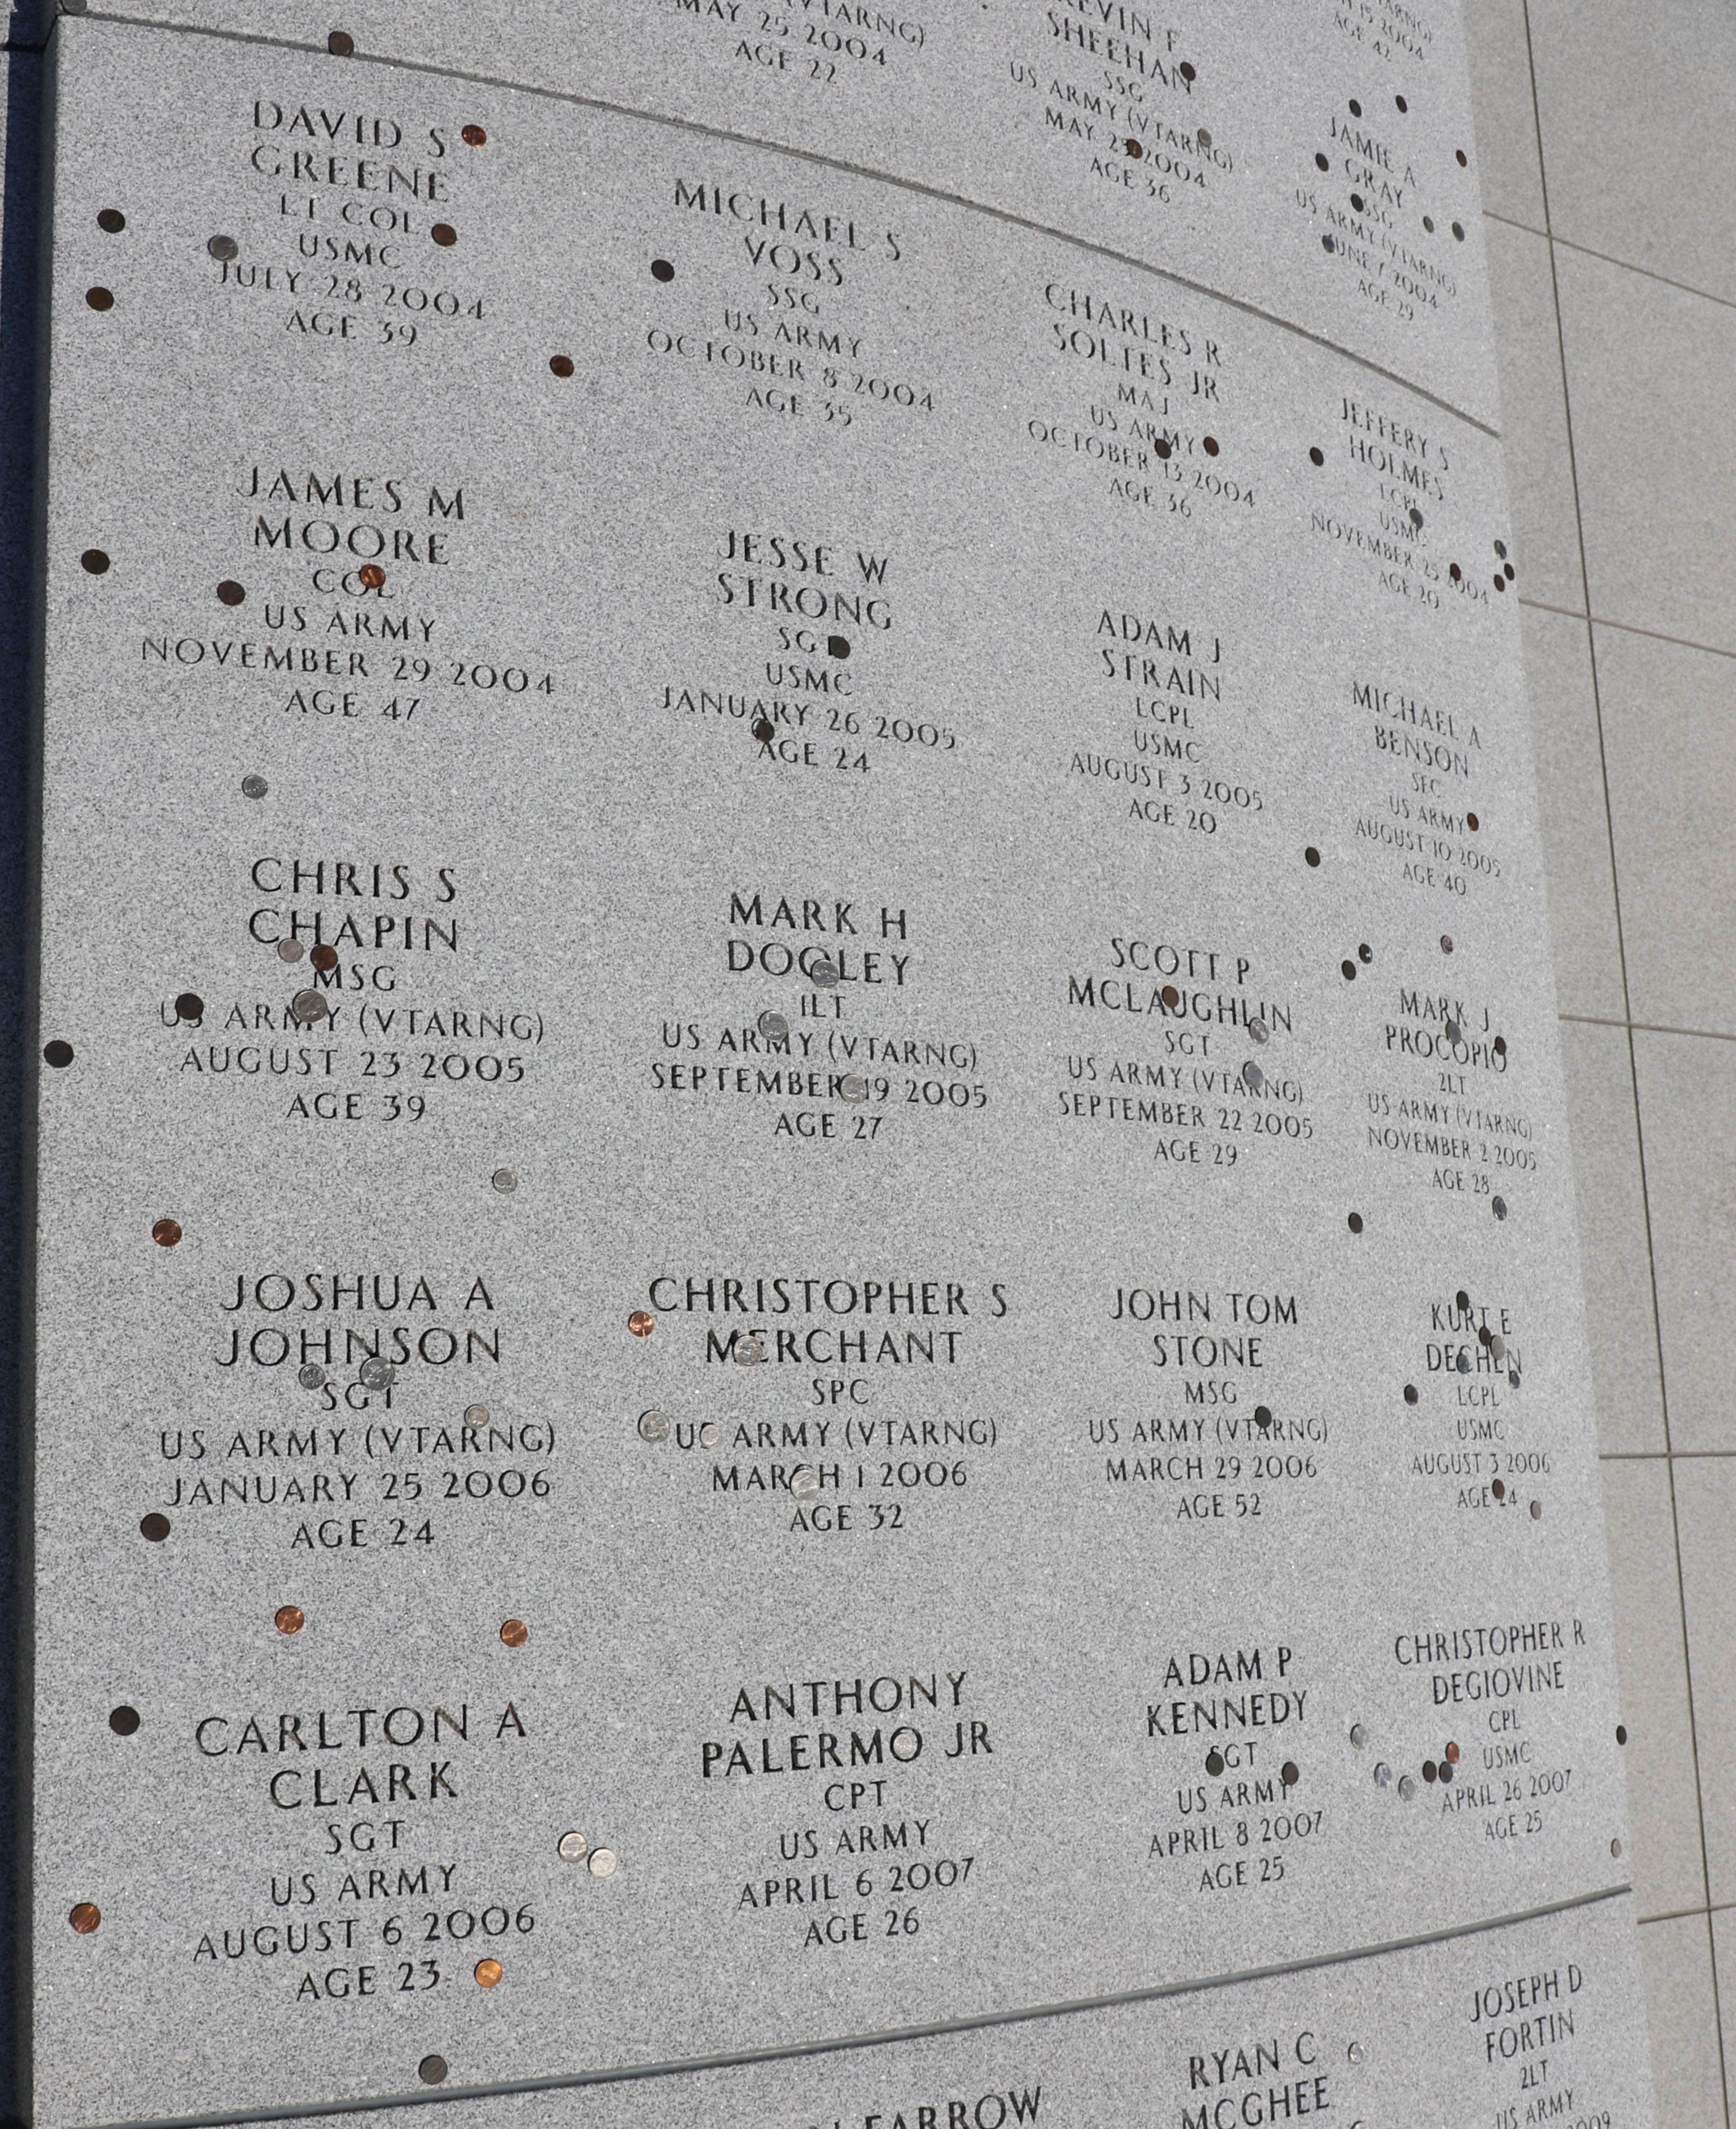 (VTARNG)
MAY 25 2004
AGE 22
KEVIN F
SHEEHAN
SSG
US ARMY (VTARNG)
MAY 25 2004
AGE 36
2004
AGE 42
JAMIE A
GRAY
SSG
US ARMY (VTARNG)
JUNE 7 2004
AGE 29
DAVID S
GREENE
LT COL
USMC
JULY 28 2004
AGE 39
MICHAEL S
VOSS
SSG
US ARMY
OCTOBER 8 2004
AGE 35
CHARLES R
SOLTES JR
MAJ
US ARMY
OCTOBER 13 2004
AGE 36
JEFFERY S
HOLMES
LCPL
USMC
NOVEMBER 25 2004
AGE 20
JAMES M
MOORE
COL
US ARMY
NOVEMBER 29 2004
AGE 47
JESSE W
STRONG
SGT
USMC
JANUARY 26 2005
AGE 24
ADAM J
STRAIN
LCPL
USMC
AUGUST 3 2005
AGE 20
MICHAEL A
BENSON
SFC
US ARMY
AUGUST 10 2005
AGE 40
CHRIS S
CHAPIN
MSG
US ARMY (VTARNG)
AUGUST 23 2005
AGE 39
MARK H
DOOLEY
1LT
US ARMY (VTARNG)
SEPTEMBER 19 2005
AGE 27
SCOTT P
MCLAUGHLIN
SGT
US ARMY (VTARNG)
SEPTEMBER 22 2005
AGE 29
MARK J
PROCOPIO
2LT
US ARMY (VTARNG)
NOVEMBER 2 2005
AGE 28
JOSHUA A
JOHNSON
SGT
US ARMY (VTARNG)
JANUARY 25 2006
AGE 24
CHRISTOPHER S
MERCHANT
SPC
US ARMY (VTARNG)
MARCH 1 2006
AGE 32
JOHN TOM
STONE
MSG
US ARMY (VTARNG)
MARCH 29 2006
AGE 52
KURT E
DECHEN
LCPL
USMC
AUGUST 3 2006
AGE 24
CARLTON A
CLARK
SGT
US ARMY
AUGUST 6 2006
AGE 23
ANTHONY
PALERMO JR
CPT
US ARMY
APRIL 6 2007
AGE 26
ADAM P
KENNEDY
SGT
US ARMY
APRIL 8 2007
AGE 25
CHRISTOPHER R
DEGIOVINE
CPL
USMC
APRIL 26 2007
AGE 25
FARROW
RYAN C
MCGHEE
JOSEPH D
FORTIN
2LT
US ARMY
2009